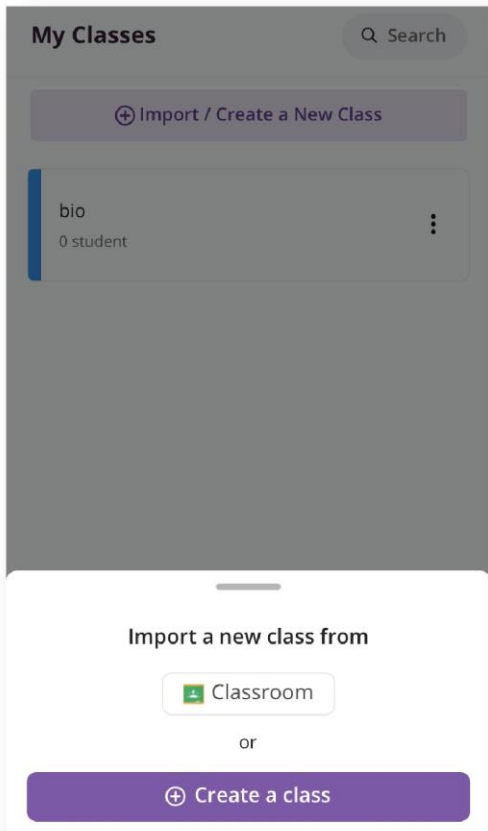 My Classes
Search
Import / Create a New Class
bio
0 student
Import a new class from
Classroom
or
Create a class